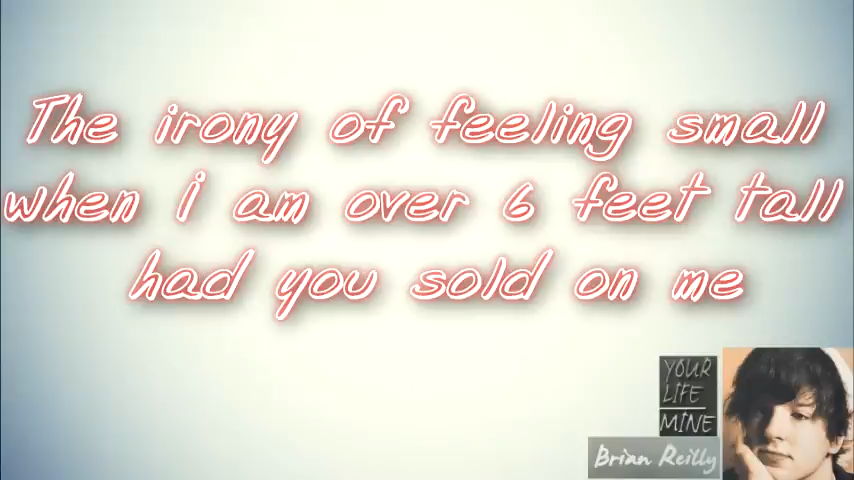 The irony of feeling small
when i am over 6 feet tall
had you sold on me
YOUR
LIFE
MINE
Brian Reilly